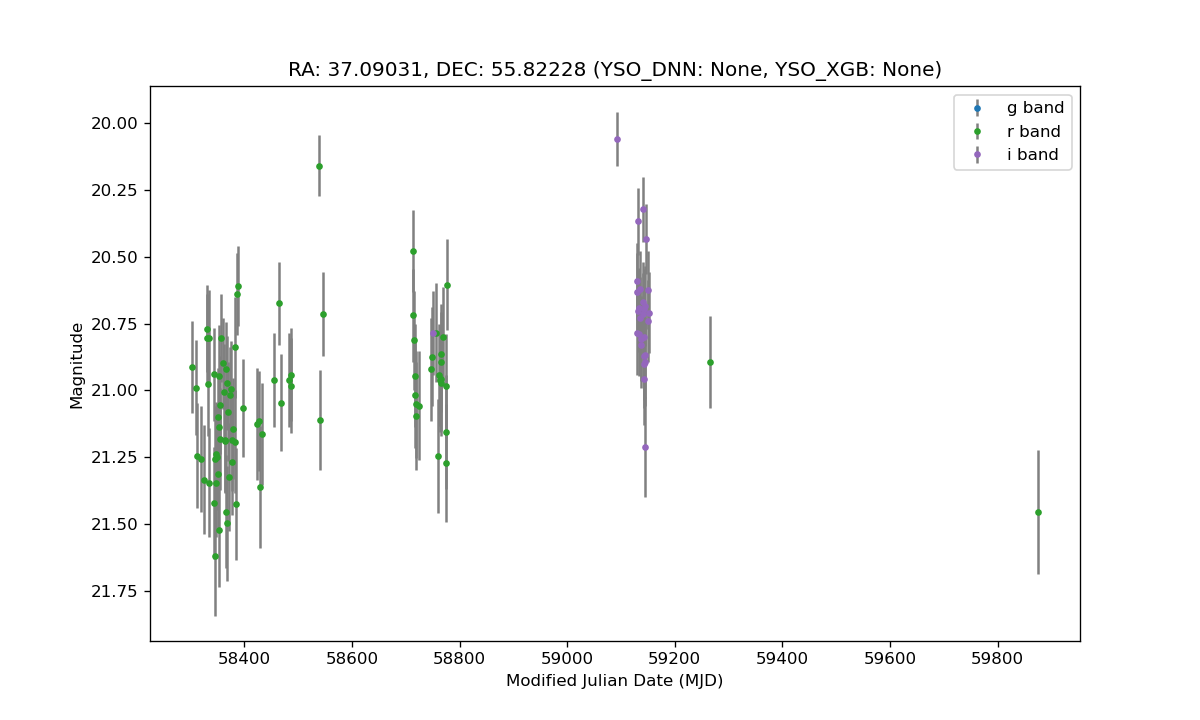 RA: 37.09031, DEC: 55.82228 (YSO_DNN: None, YSO_XGB: None)
g band
r band
i band
Magnitude
20.00
20.25
20.50
20.75
21.00
21.25
21.50
21.75
58400 58600 58800 59000 59200 59400 59600 59800
Modified Julian Date (MJD)